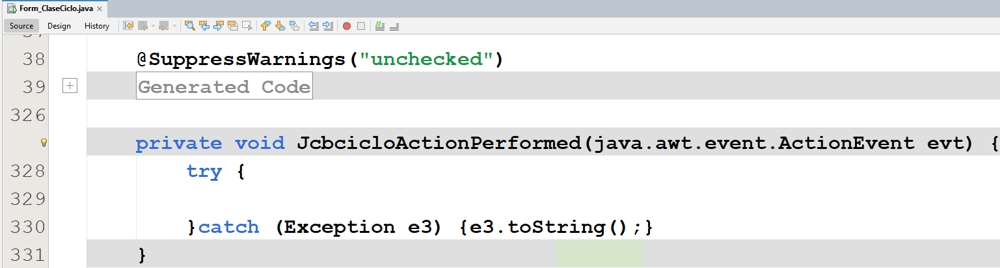 Form_ClaseCiclo.java ×
Source Design History
38 @SuppressWarnings("unchecked")
39 Generated Code
326
private void JcbcicloActionPerformed(java.awt.event.ActionEvent evt) {
328 try {
329
330 }catch (Exception e3) {e3.toString();}
331 }